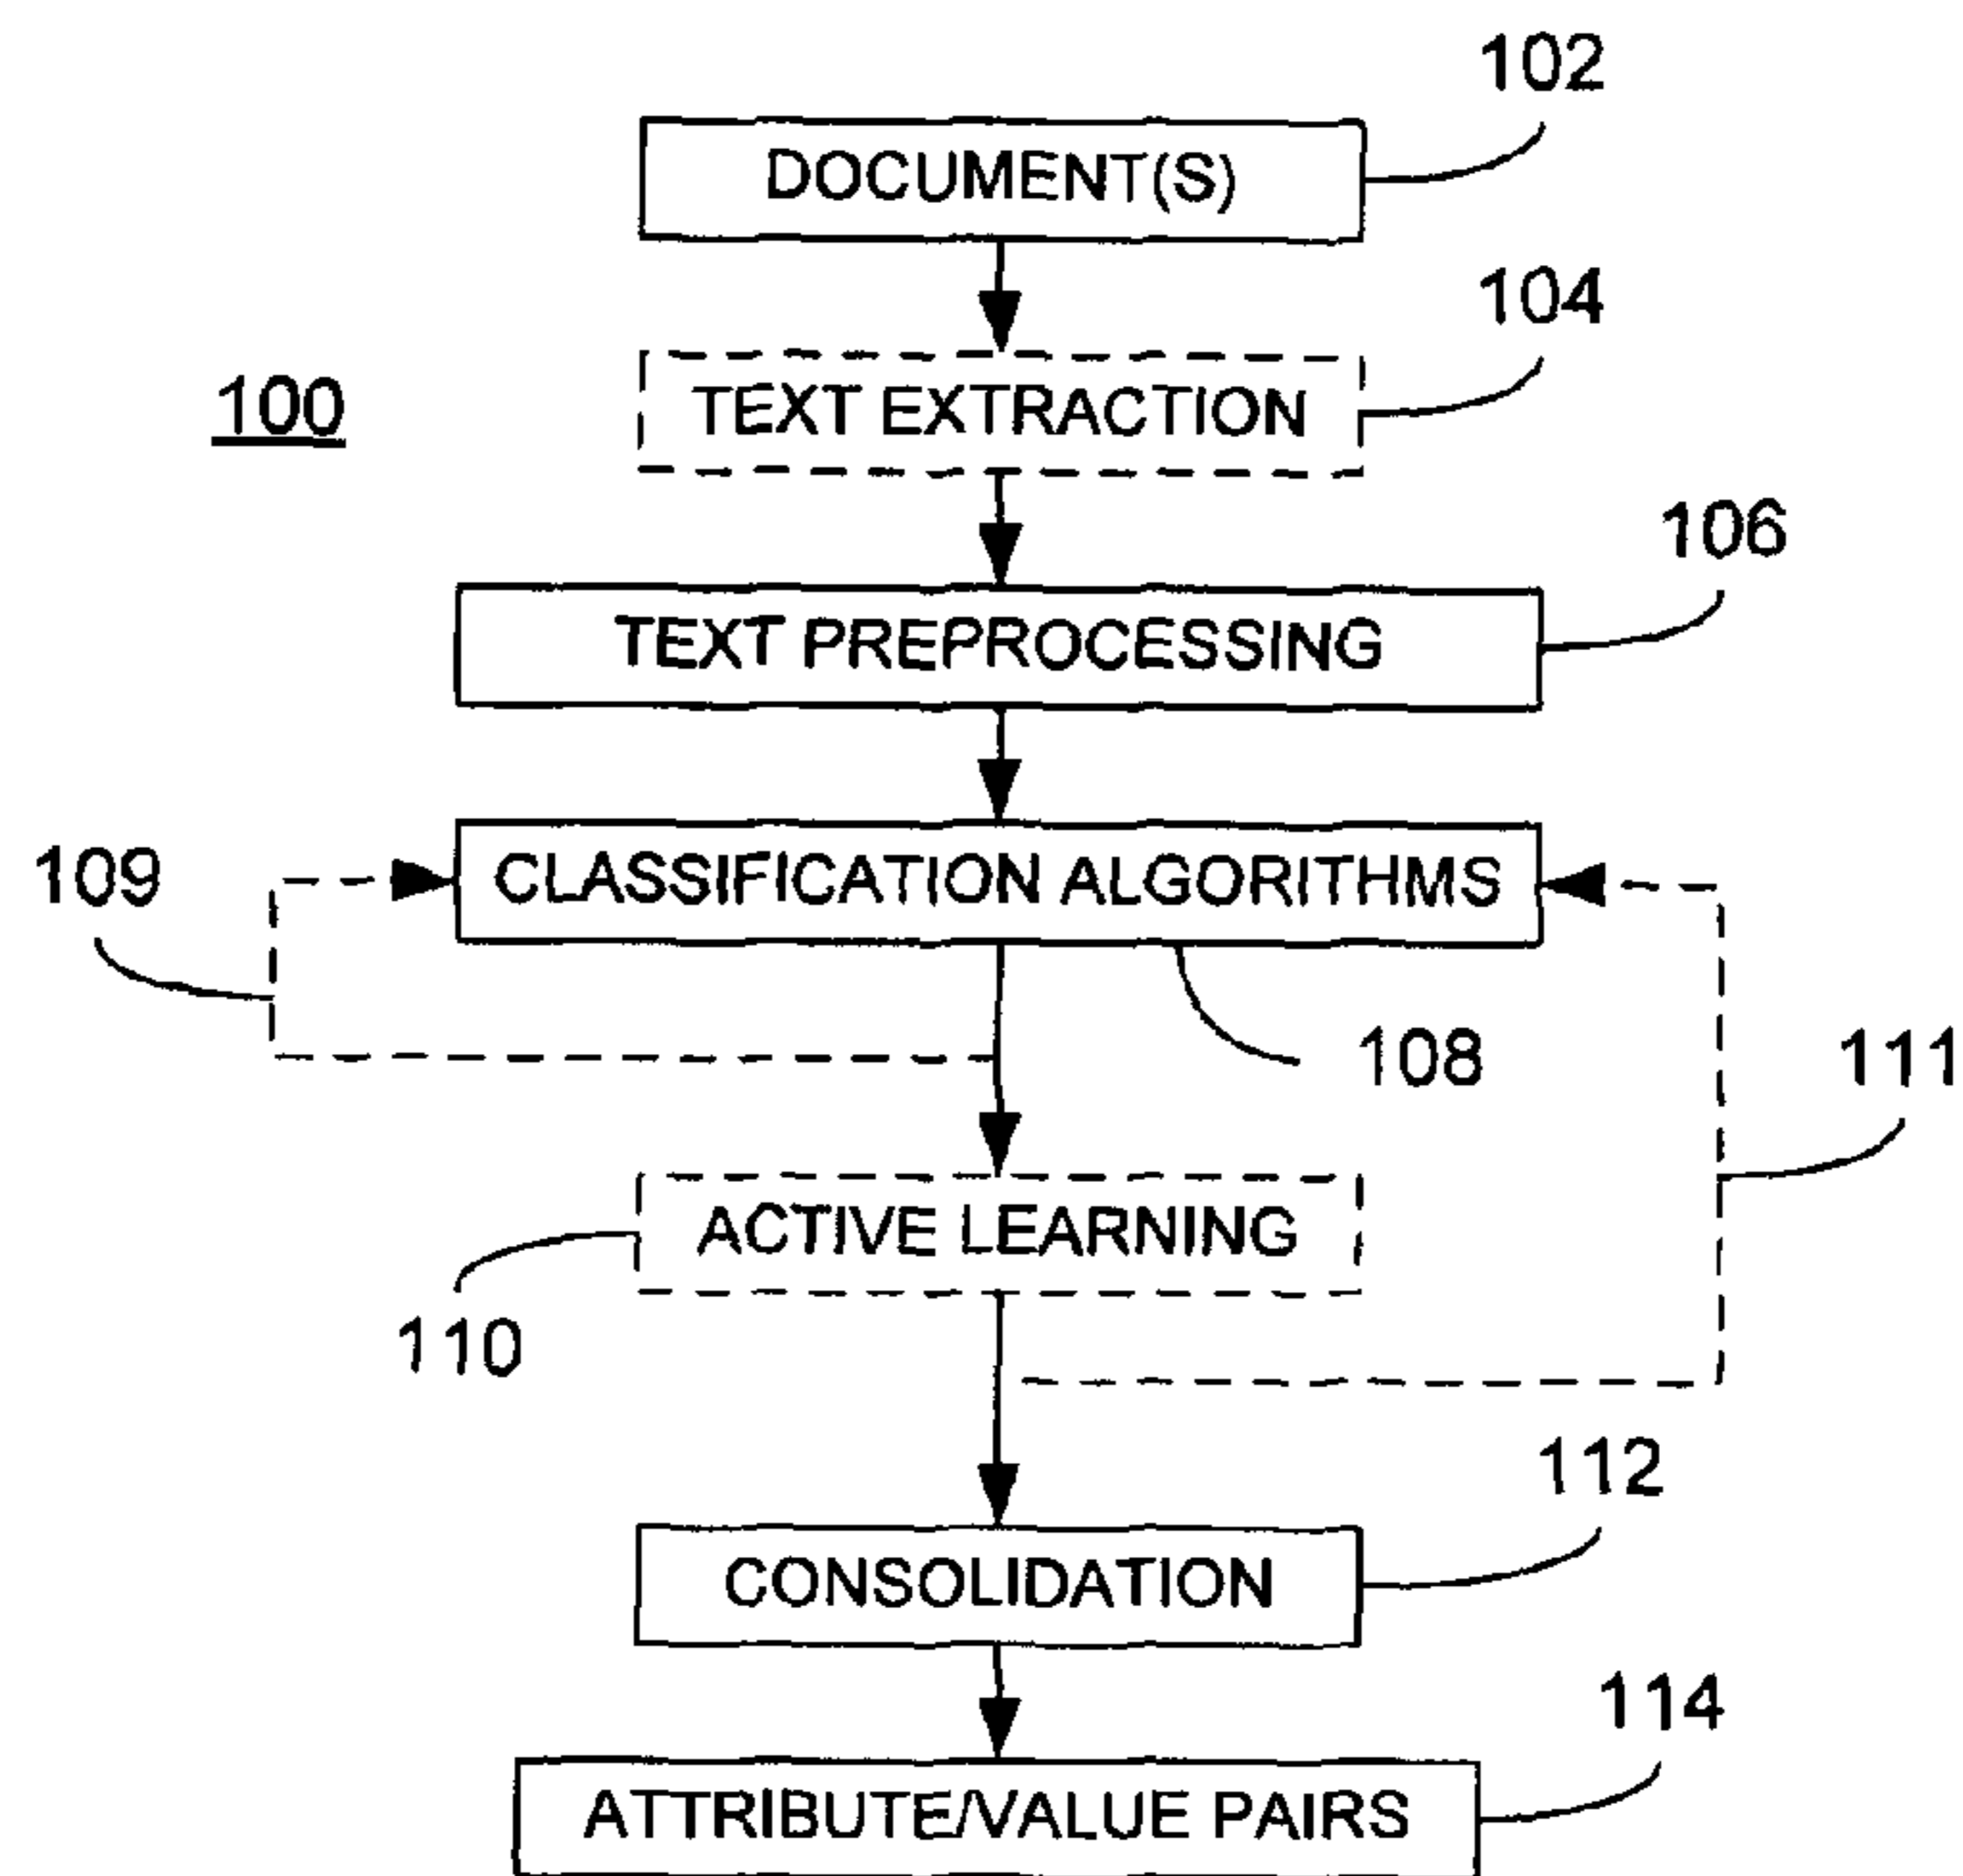 102
DOCUMENT(S)
104
100
TEXT EXTRACTION
106
TEXT PREPROCESSING
109
CLASSIFICATION ALGORITHMS
108
111
ACTIVE LEARNING
110
112
CONSOLIDATION
114
ATTRIBUTE/VALUE PAIRS